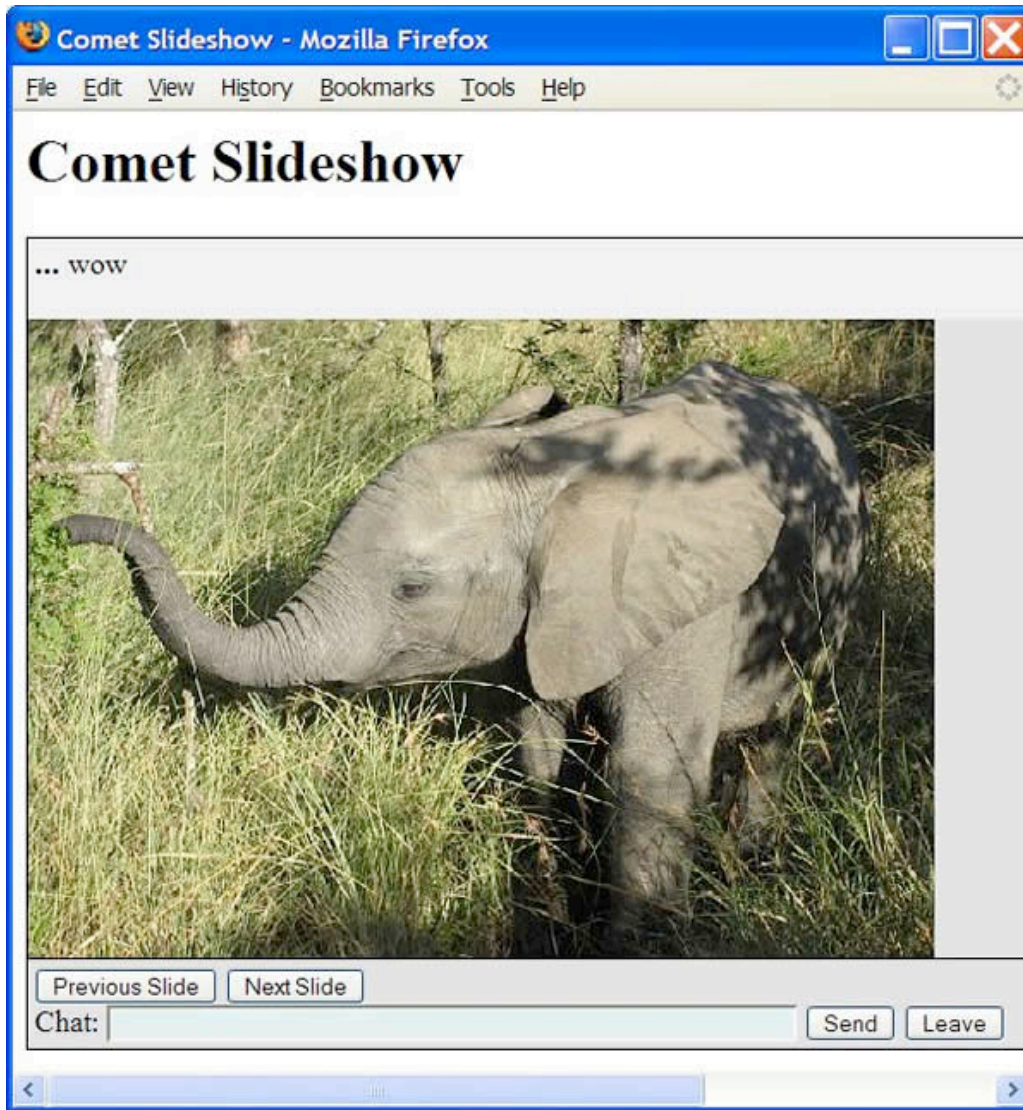 Comet Slideshow - Mozilla Firefox
File Edit View History Bookmarks Tools Help
Comet Slideshow
... wow
Previous Slide Next Slide
Chat: Send Leave